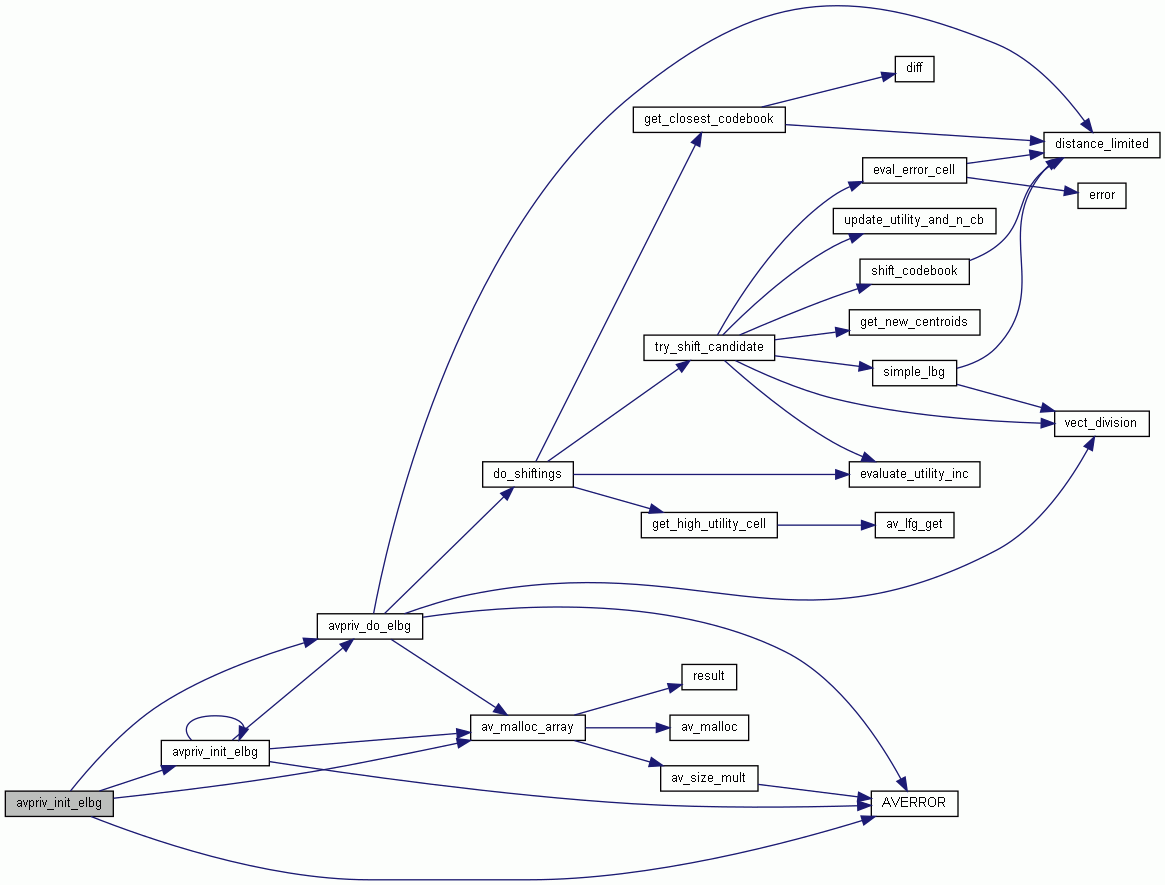 diff
get_closest_codebook
distance_limited
eval_error_cell
error
update_utility_and_n_cb
shift_codebook
get_new_centroids
try_shift_candidate
simple_lbg
vect_division
do_shiftings
evaluate_utility_inc
get_high_utility_cell
av_lfg_get
avpriv_do_elbg
result
av_malloc_array
av_malloc
avpriv_init_elbg
av_size_mult
avpriv_init_elbg
AVERROR